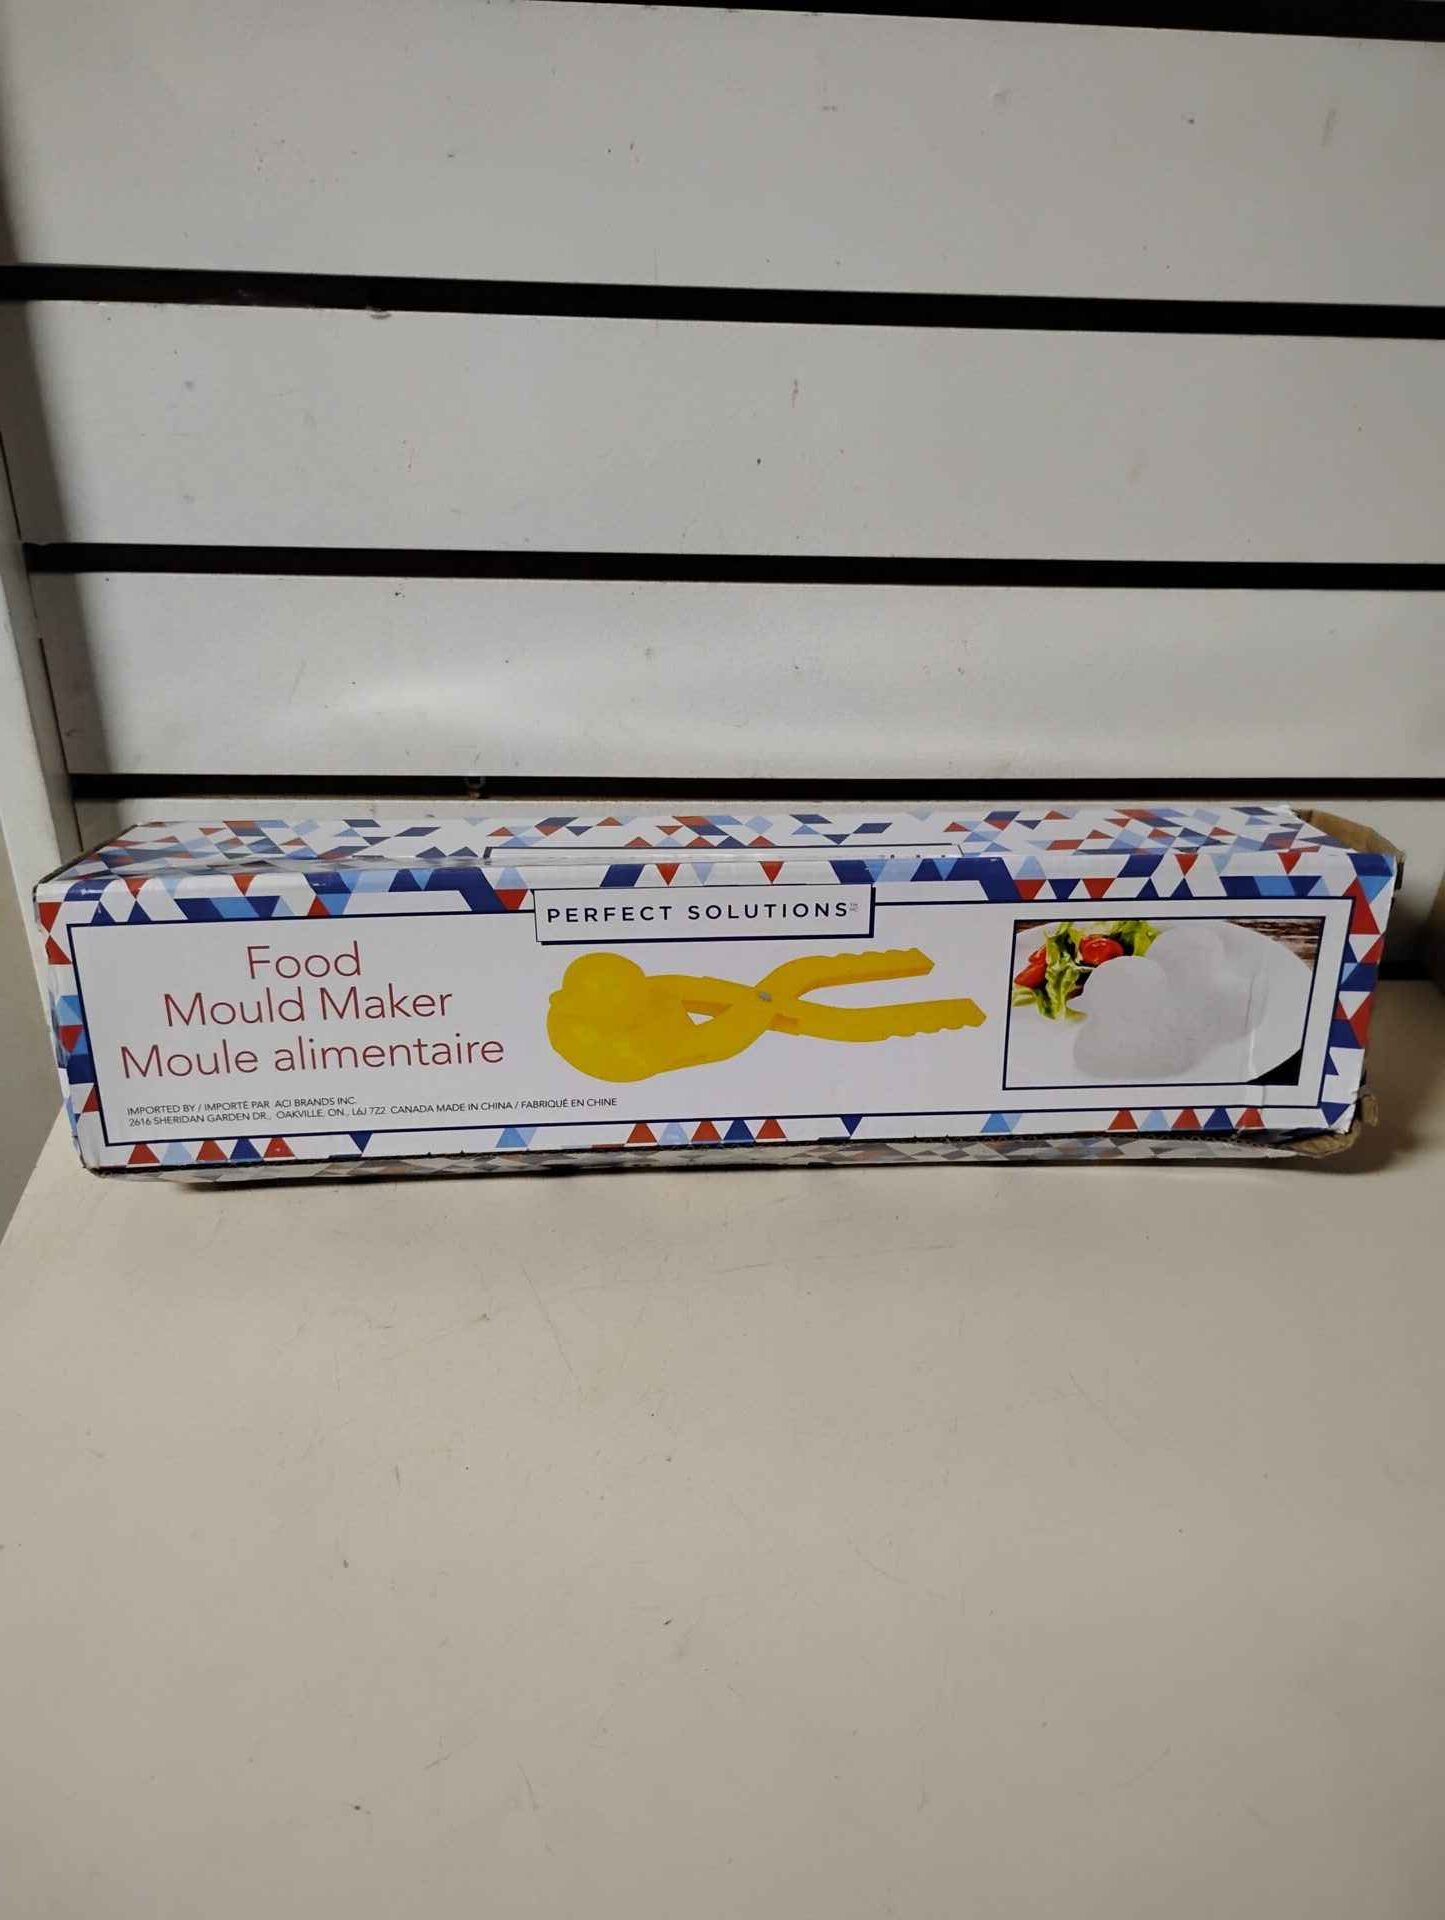 PERFECT SOLUTIONS
Food
Mould Maker
Moule alimentaire
IMPORTED BY / IMPORTÉ PAR ACI BRANDS INC.
2616 SHERIDAN GARDEN DR., OAKVILLE, ON., L6J 7Z2 CANADA MADE IN CHINA / FABRIQUÉ EN CHINE